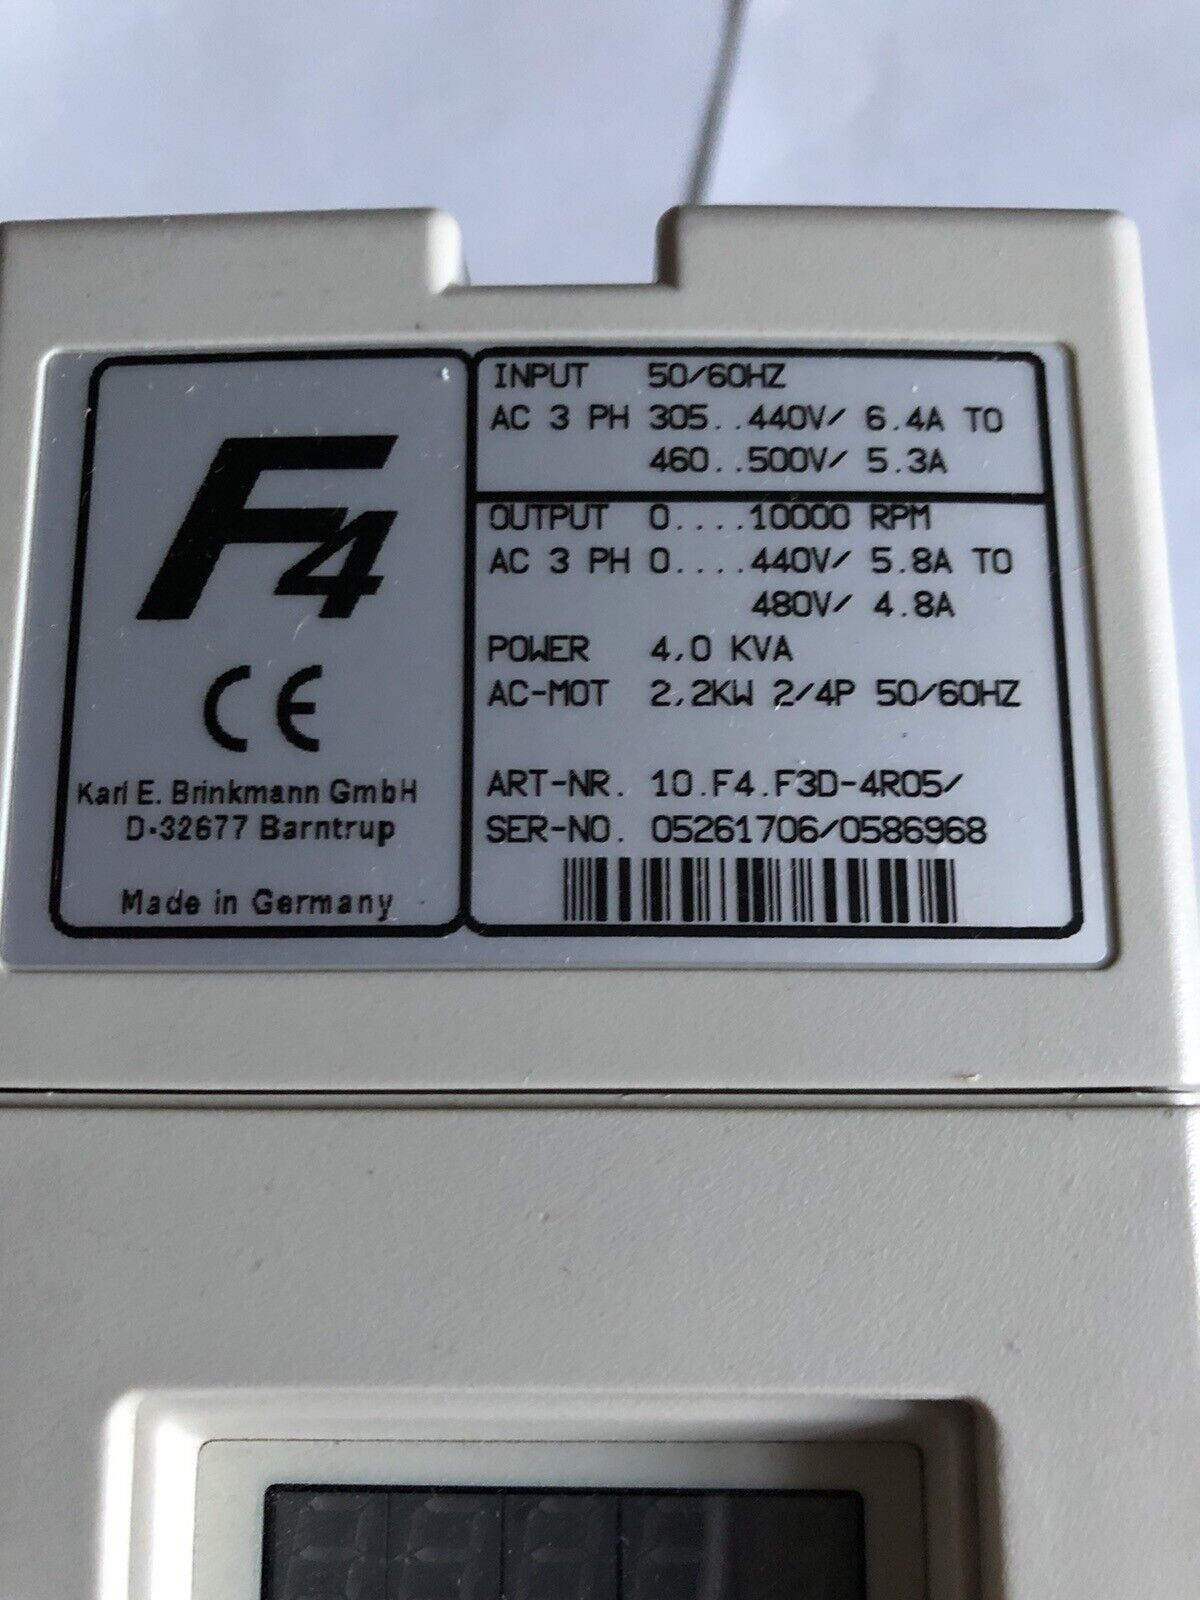 F4
CE
Karl E. Brinkmann GmbH
D-32677 Barntrup
Made in Germany
INPUT 50/60HZ
AC 3 PH 305..440V/ 6.4A TO
460..500V/ 5.3A
OUTPUT 0....10000 RPM
AC 3 PH 0....440V/ 5.8A TO
480V/ 4.8A
POWER 4,0 KVA
AC-MOT 2,2KW 2/4P 50/60HZ
ART-NR. 10.F4.F3D-4R05/
SER-NO. 05261706/0586968